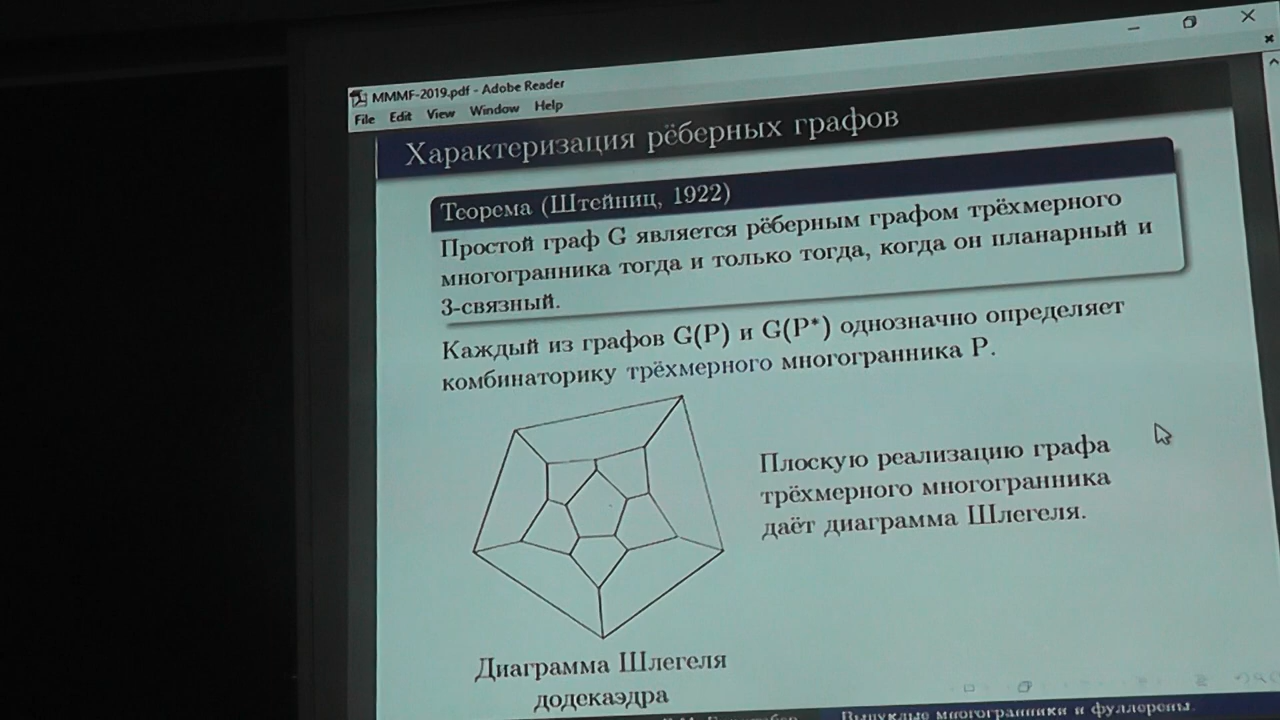 MMMF-2019.pdf - Adobe Reader
File Edit View Window Help
Характеризация рёберных графов
Теорема (Штейниц, 1922)
Простой граф G является рёберным графом трёхмерного
многогранника тогда и только тогда, когда он планарный и
3-связный.
Каждый из графов G(P) и G(P*) однозначно определяет
комбинаторику трёхмерного многогранника P.
Плоскую реализацию графа
трёхмерного многогранника
даёт диаграмма Шлегеля.
Диаграмма Шлегеля
додекаэдра
Выпуклые многогранники и фуллерены.